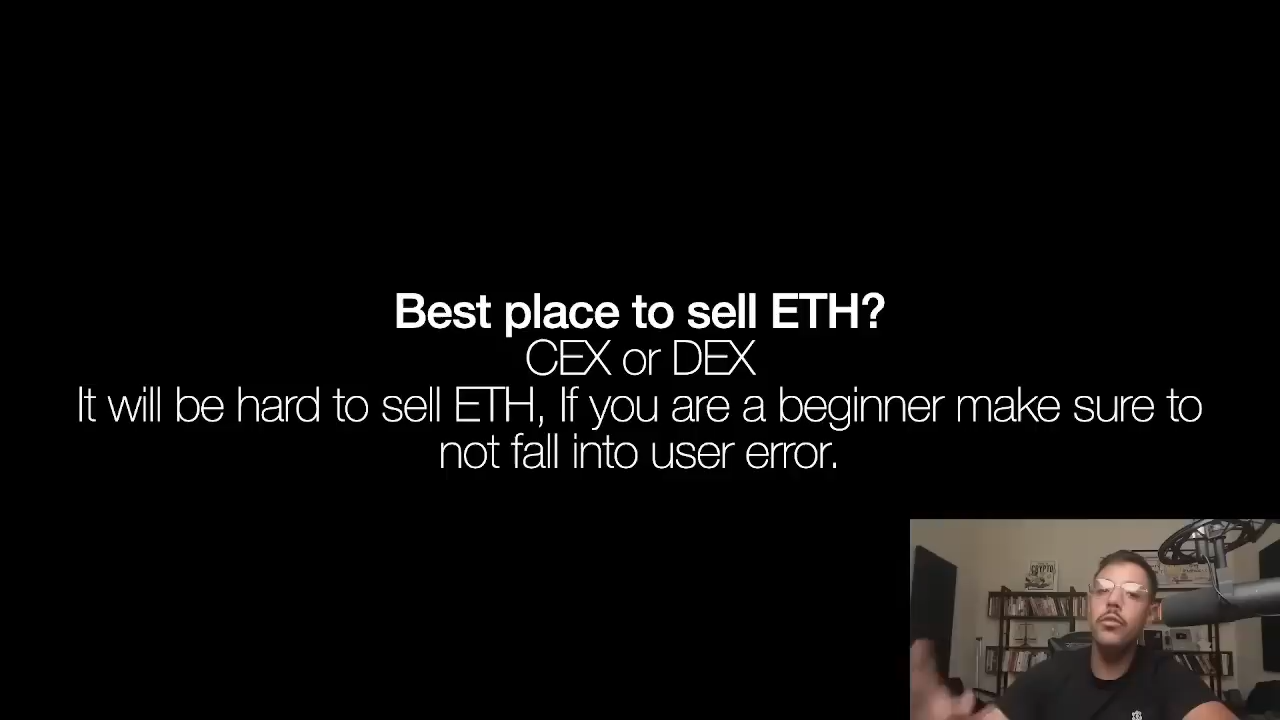 Best place to sell ETH?
CEX or DEX
It will be hard to sell ETH, If you are a beginner make sure to
not fall into user error.
CRYPTO